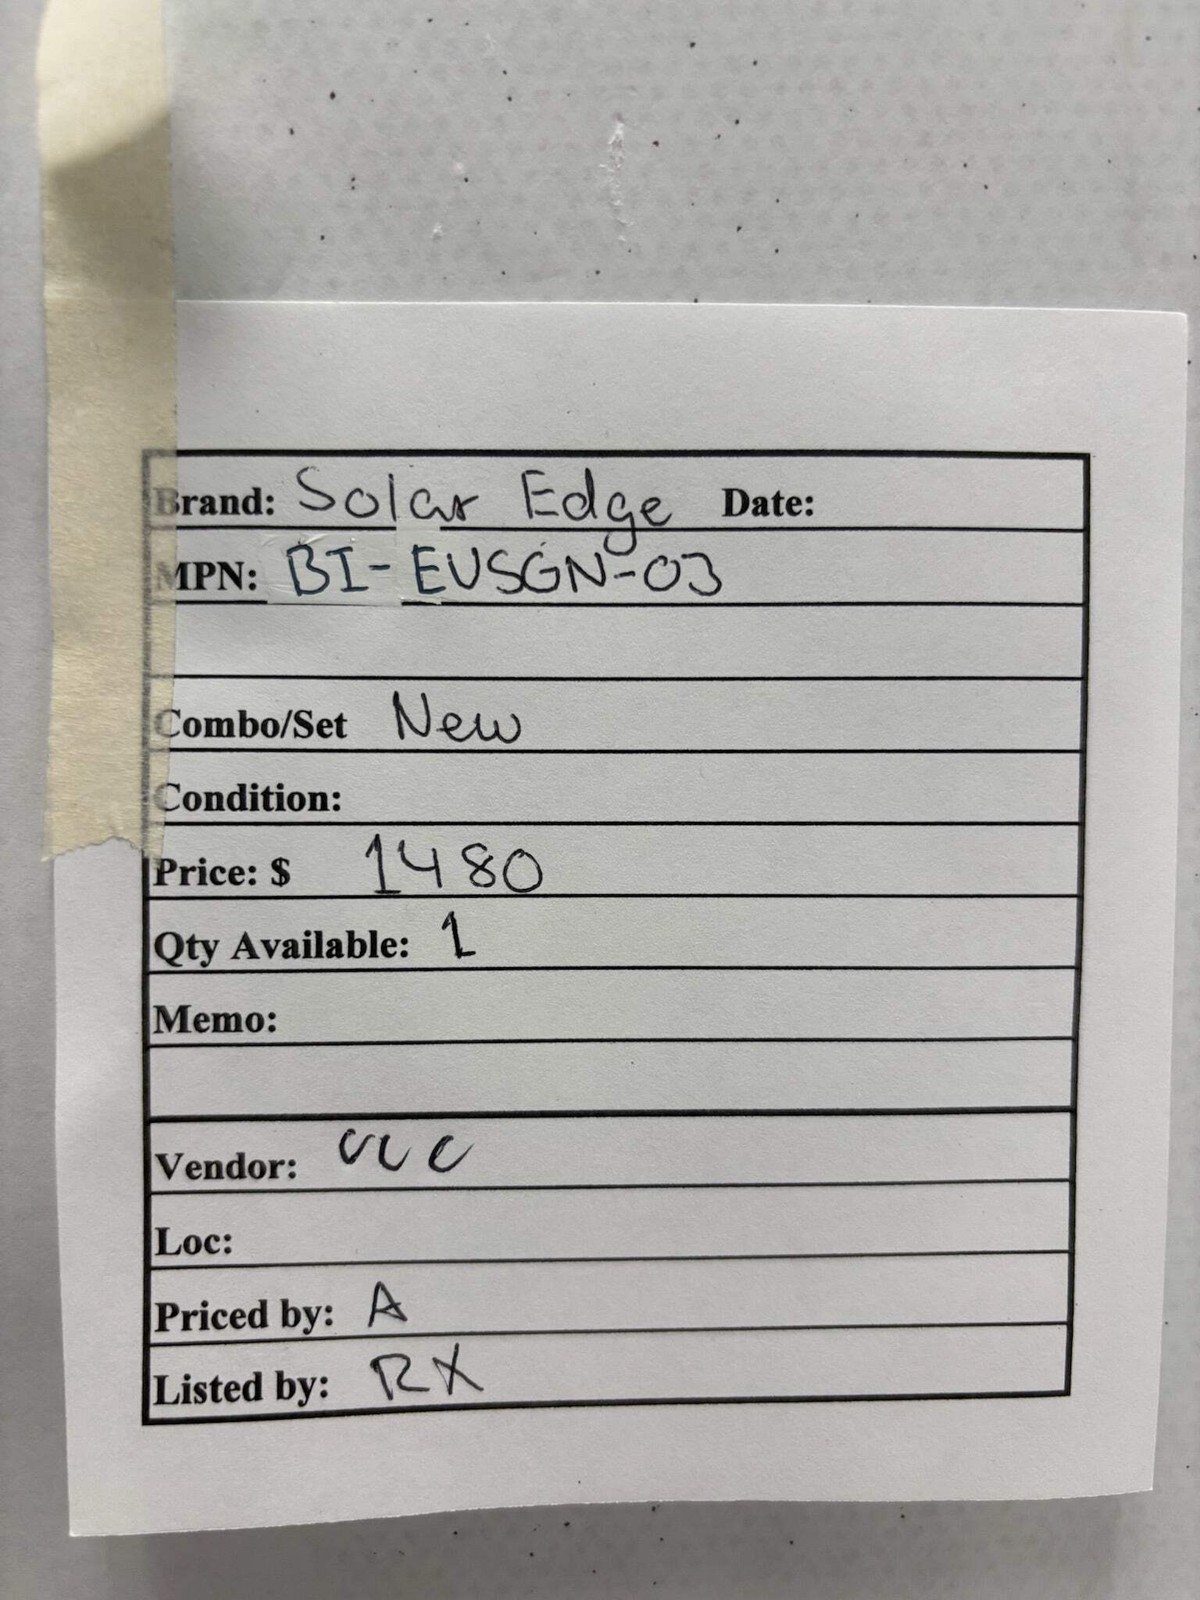 Brand: Solar Edge Date:
MPN: BI-EUSGN-03
Combo/Set New
Condition:
Price: $ 1480
Qty Available: 1
Memo:
Vendor:
Loc:
Priced by: A
Listed by: RX